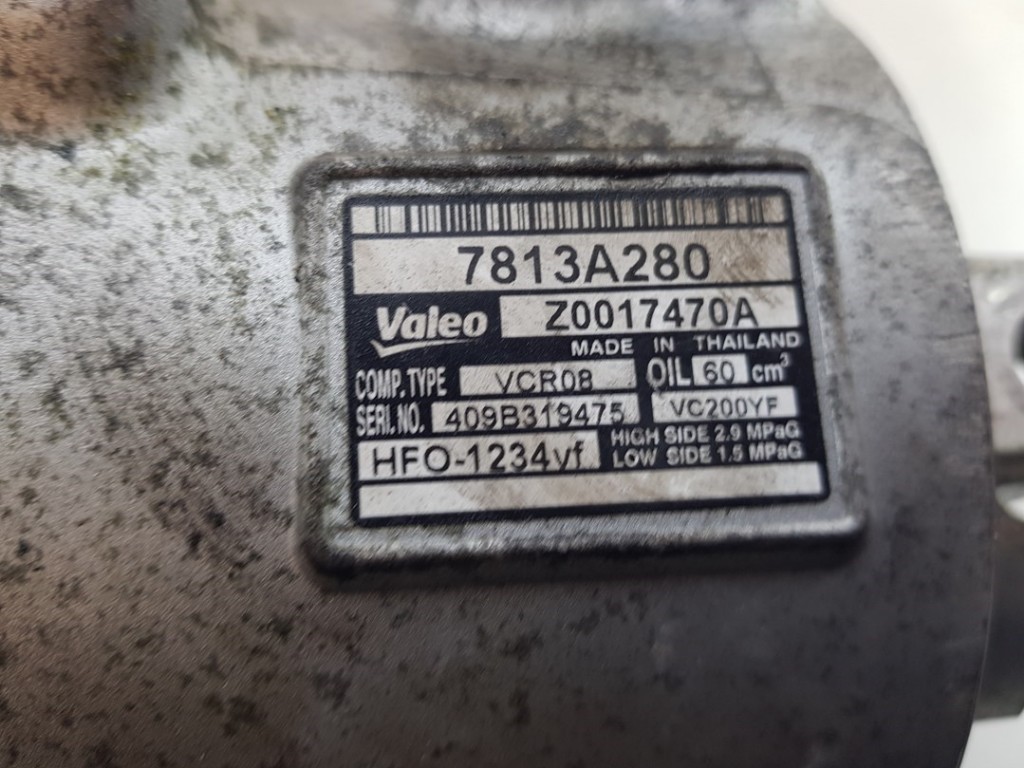 7813A280
Valeo Z0017470A
MADE IN THAILAND
COMP.TYPE VCR08 OIL 60 cm³
SERI.NO. 409B319475 VC200YF
HFO-1234yf HIGH SIDE 2.9 MPaG
LOW SIDE 1.5 MPaG